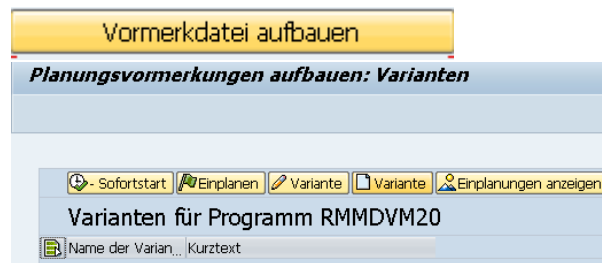 Vormerkdatei aufbauen
Planungsvormerkungen aufbauen: Varianten
- Sofortstart Einplanen Variante Variante Einplanungen anzeigen
Varianten für Programm RMMDVM20
Name der Varian... Kurztext